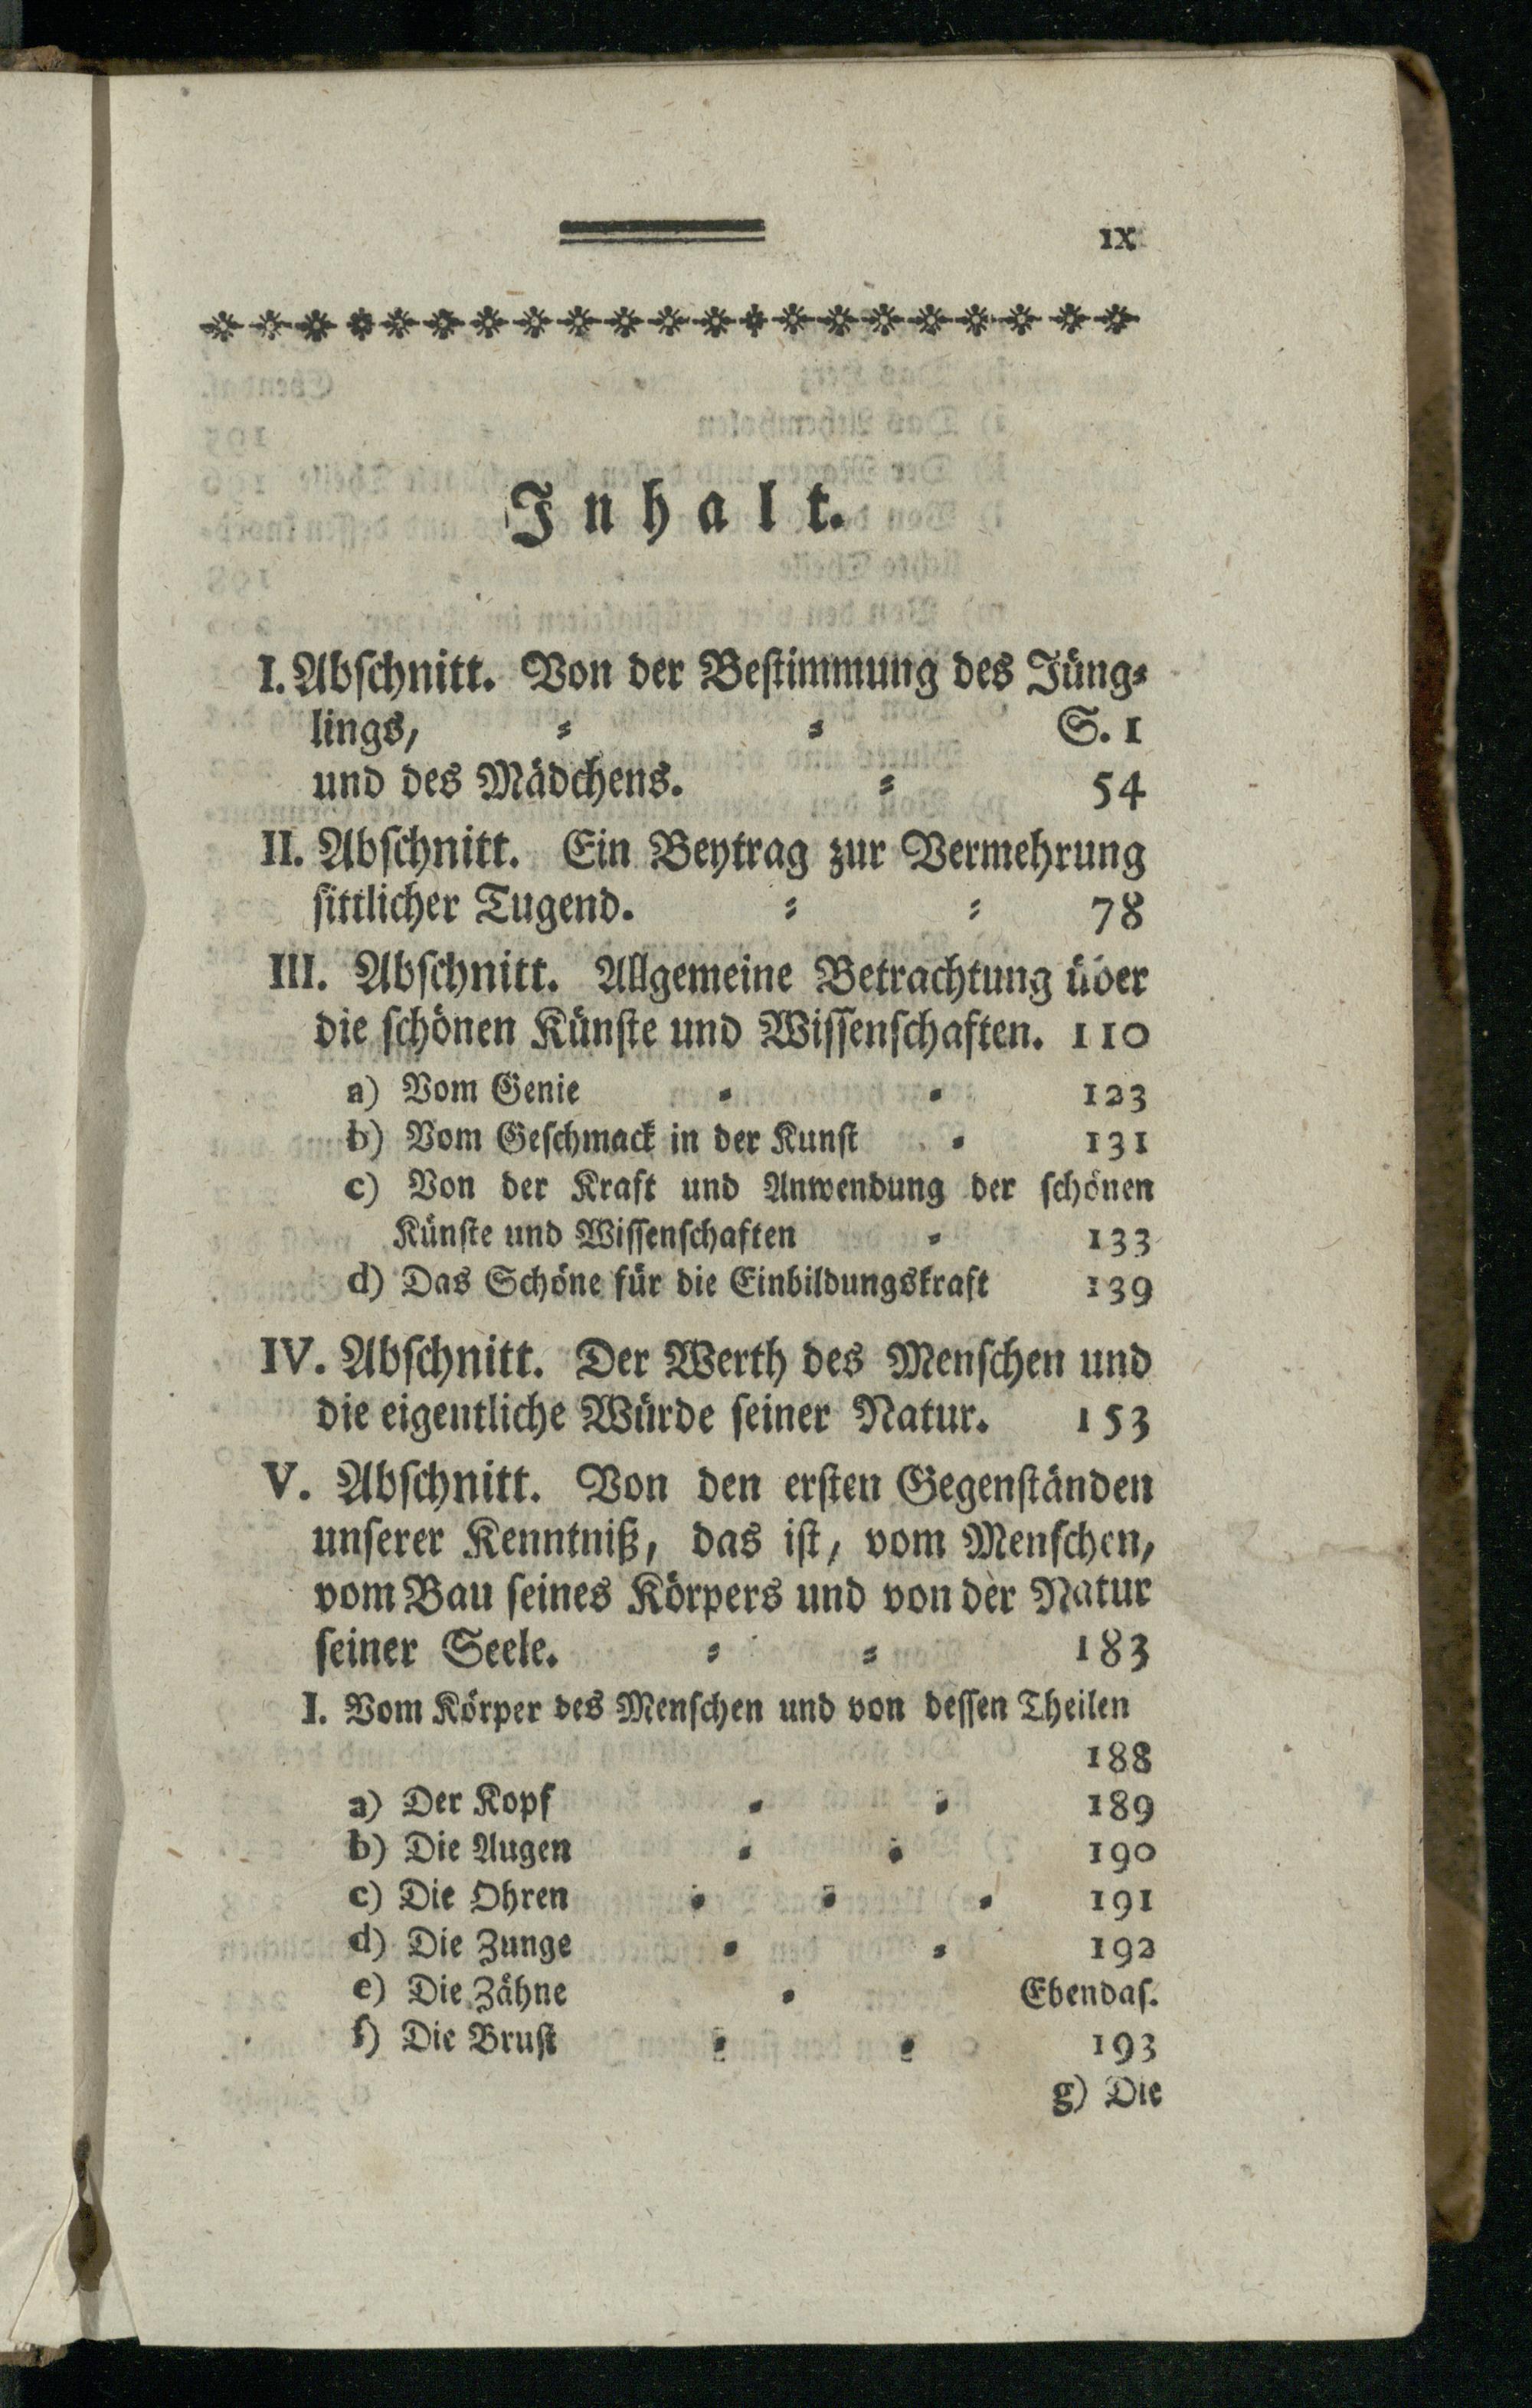 IX
Inhalt.
I. Abſchnitt. Von der Beſtimmung des Jüng⸗
lings, ⸗ ⸗ S. 1
und des Mädchens. ⸗ 54
II. Abſchnitt. Ein Beytrag zur Vermehrung
ſittlicher Tugend. ⸗ ⸗ 78
III. Abſchnitt. Allgemeine Betrachtung über
die ſchönen Künſte und Wiſſenſchaften. 110
a) Vom Genie ⸗ ⸗ 123
b) Vom Geſchmack in der Kunſt ⸗ 131
c) Von der Kraft und Anwendung der ſchönen
Künſte und Wiſſenſchaften ⸗ 133
d) Das Schöne für die Einbildungskraft 139
IV. Abſchnitt. Der Werth des Menſchen und
die eigentliche Würde ſeiner Natur. 153
V. Abſchnitt. Von den erſten Gegenſtänden
unſerer Kenntniß, das iſt, vom Menſchen,
vom Bau ſeines Körpers und von der Natur
ſeiner Seele. ⸗ ⸗ 183
I. Vom Körper des Menſchen und von deſſen Theilen
188
a) Der Kopf ⸗ ⸗ 189
b) Die Augen ⸗ ⸗ 190
c) Die Ohren ⸗ ⸗ ⸗ 191
d) Die Zunge ⸗ ⸗ 192
e) Die Zähne ⸗ Ebendaſ.
f) Die Bruſt ⸗ ⸗ 193
g) Die